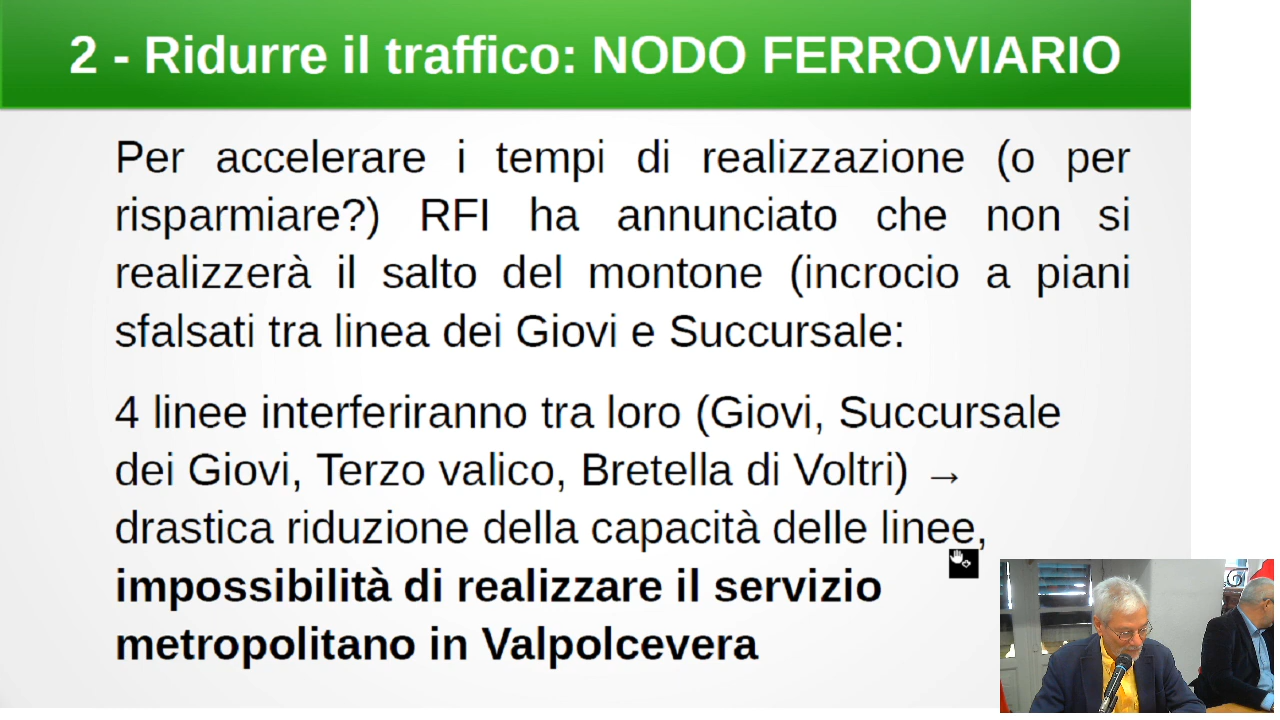 2 - Ridurre il traffico: NODO FERROVIARIO
Per accelerare i tempi di realizzazione (o per
risparmiare?) RFI ha annunciato che non si
realizzerà il salto del montone (incrocio a piani
sfalsati tra linea dei Giovi e Succursale:
4 linee interferiranno tra loro (Giovi, Succursale
dei Giovi, Terzo valico, Bretella di Voltri) →
drastica riduzione della capacità delle linee,
impossibilità di realizzare il servizio
metropolitano in Valpolcevera